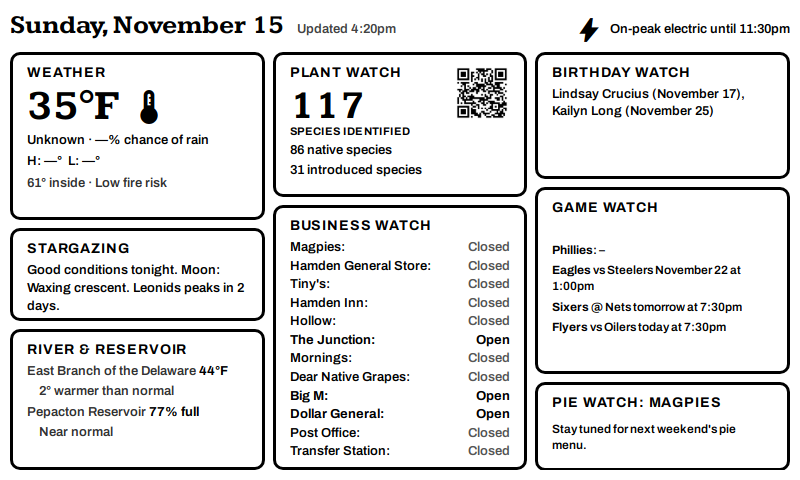 Sunday, November 15 Updated 4:20pm
On-peak electric until 11:30pm
WEATHER
35°F
Unknown · —% chance of rain
H: —° L: —°
61° inside · Low fire risk
STARGAZING
Good conditions tonight. Moon:
Waxing crescent. Leonids peaks in 2
days.
RIVER & RESERVOIR
East Branch of the Delaware 44°F
2° warmer than normal
Pepacton Reservoir 77% full
Near normal
PLANT WATCH
117
SPECIES IDENTIFIED
86 native species
31 introduced species
BUSINESS WATCH
Magpies: Closed
Hamden General Store: Closed
Tiny's: Closed
Hamden Inn: Closed
Hollow: Closed
The Junction: Open
Mornings: Closed
Dear Native Grapes: Closed
Big M: Open
Dollar General: Open
Post Office: Closed
Transfer Station: Closed
BIRTHDAY WATCH
Lindsay Crucius (November 17),
Kailyn Long (November 25)
GAME WATCH
Phillies: –
Eagles vs Steelers November 22 at
1:00pm
Sixers @ Nets tomorrow at 7:30pm
Flyers vs Oilers today at 7:30pm
PIE WATCH: MAGPIES
Stay tuned for next weekend's pie
menu.